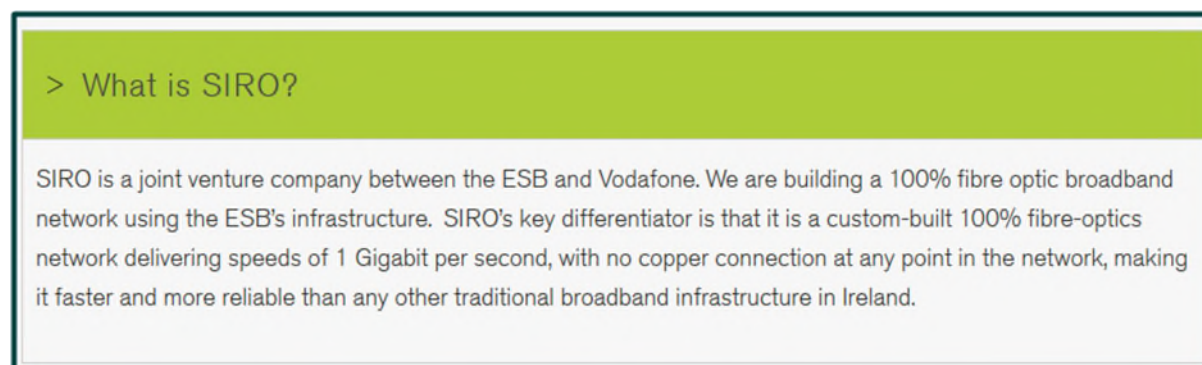 > What is SIRO?
SIRO is a joint venture company between the ESB and Vodafone. We are building a 100% fibre optic broadband
network using the ESB's infrastructure. SIRO's key differentiator is that it is a custom-built 100% fibre-optics
network delivering speeds of 1 Gigabit per second, with no copper connection at any point in the network, making
it faster and more reliable than any other traditional broadband infrastructure in Ireland.